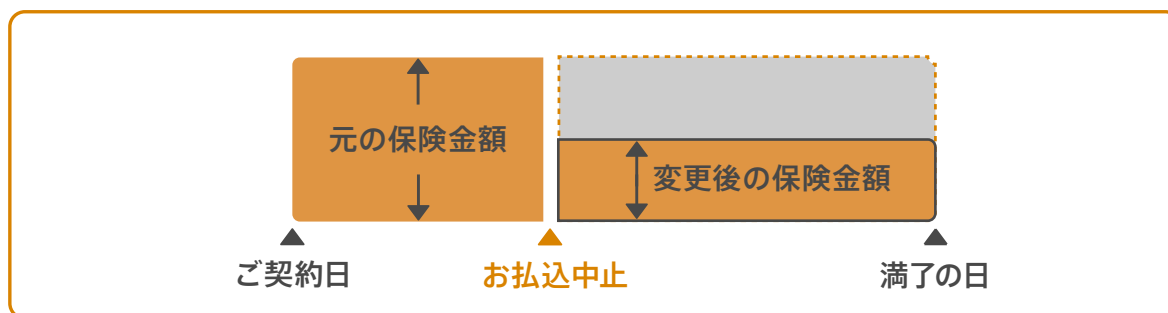 元の保険金額
変更後の保険金額
ご契約日
お払込中止
満了の日